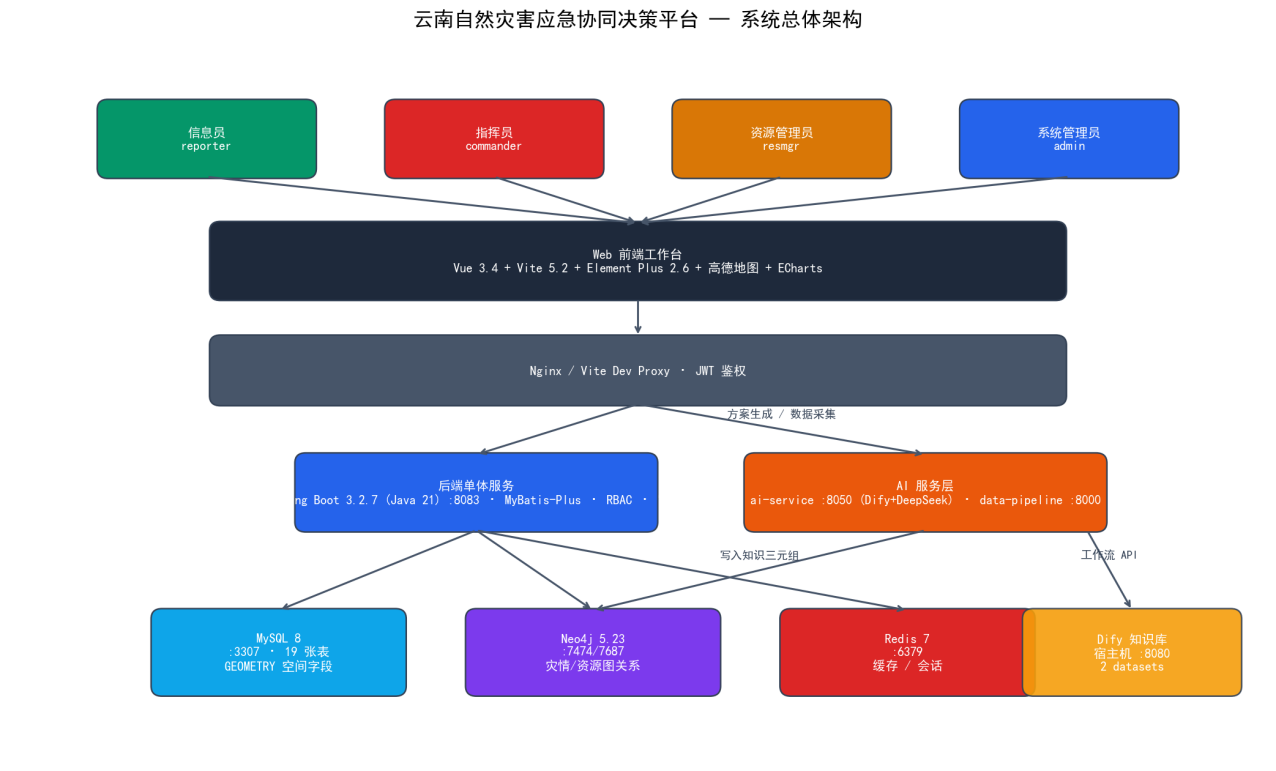 云南自然灾害应急协同决策平台 — 系统总体架构
信息员
reporter
指挥员
commander
资源管理员
resmgr
系统管理员
admin
Web 前端工作台
Vue 3.4 + Vite 5.2 + Element Plus 2.6 + 高德地图 + ECharts
Nginx / Vite Dev Proxy · JWT 鉴权
方案生成 / 数据采集
后端单体服务
ng Boot 3.2.7 (Java 21) :8083 · MyBatis-Plus · RBAC ·
AI 服务层
ai-service :8050 (Dify+DeepSeek) · data-pipeline :8000
写入知识三元组
工作流 API
MySQL 8
:3307 · 19 张表
GEOMETRY 空间字段
Neo4j 5.23
:7474/7687
灾情/资源图关系
Redis 7
:6379
缓存 / 会话
Dify 知识库
宿主机 :8080
2 datasets